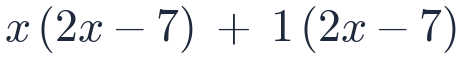 x(2x − 7) + 1(2x − 7)